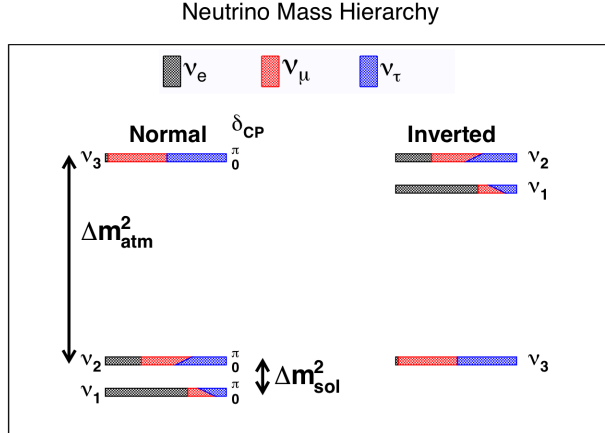 Neutrino Mass Hierarchy
νe νμ ντ
Normal δCP Inverted
ν3 π 0 ν2
ν1
Δm²atm
ν2 π 0 ν3
Δm²sol
ν1 π 0